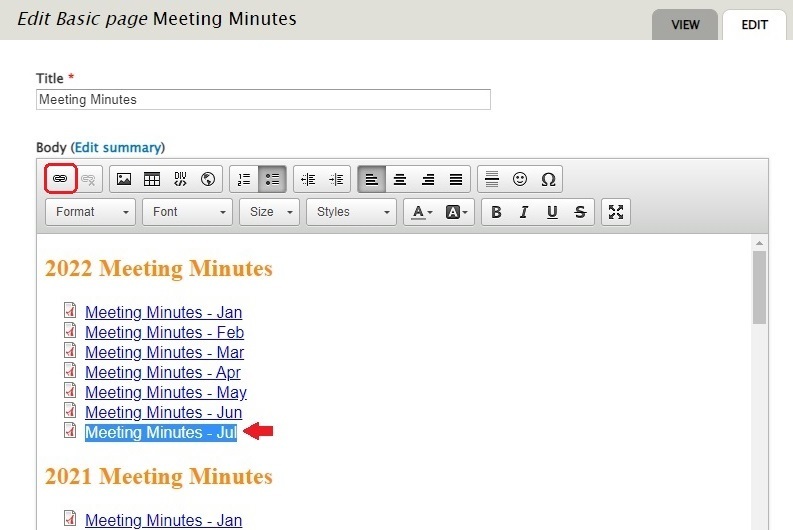 Edit Basic page Meeting Minutes
VIEW
EDIT
Title *
Meeting Minutes
Body (Edit summary)
DIV
Format
Font
Size
Styles
A
A
B
I
U
S
2022 Meeting Minutes
Meeting Minutes - Jan
Meeting Minutes - Feb
Meeting Minutes - Mar
Meeting Minutes - Apr
Meeting Minutes - May
Meeting Minutes - Jun
Meeting Minutes - Jul
2021 Meeting Minutes
Meeting Minutes - Jan